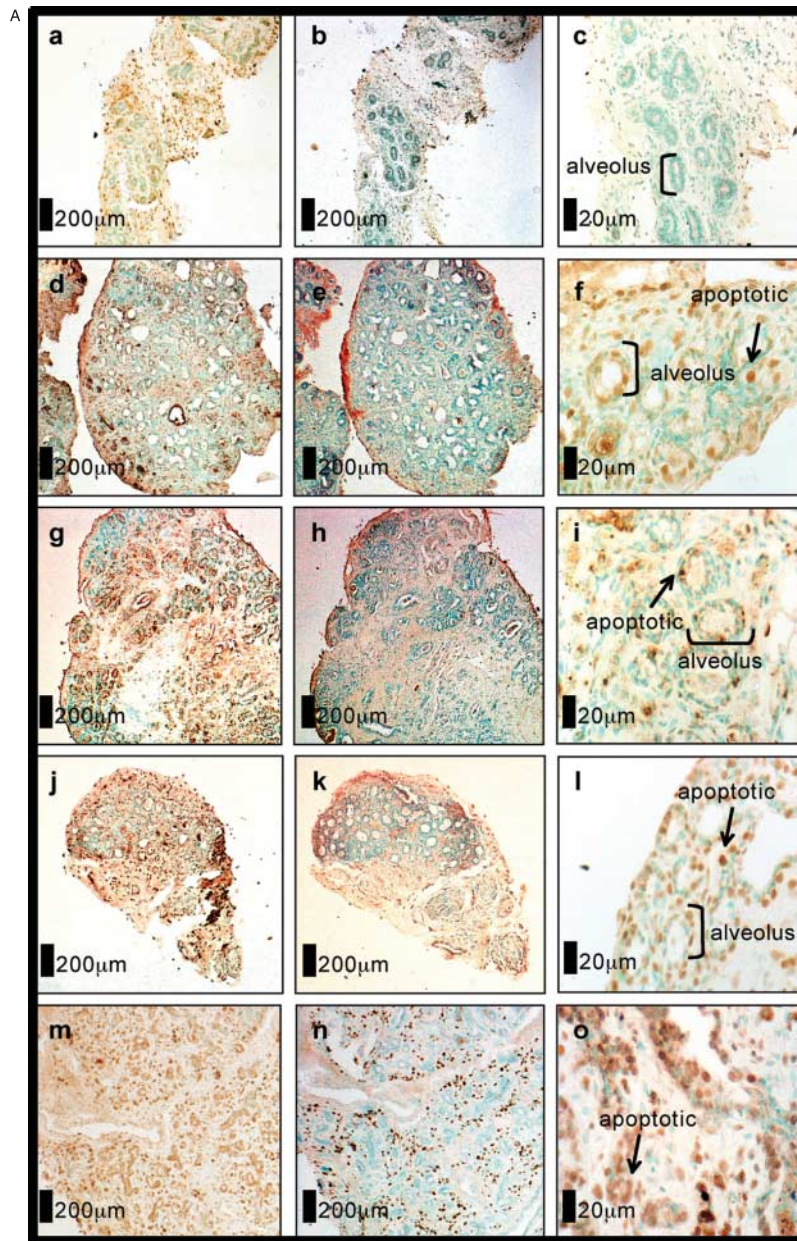 A
a
b
c
alveolus
200μm
200μm
20μm
d
e
f
apoptotic
alveolus
200μm
200μm
20μm
g
h
i
apoptotic
alveolus
200μm
200μm
20μm
j
k
l
apoptotic
alveolus
200μm
200μm
20μm
m
n
o
apoptotic
200μm
200μm
20μm